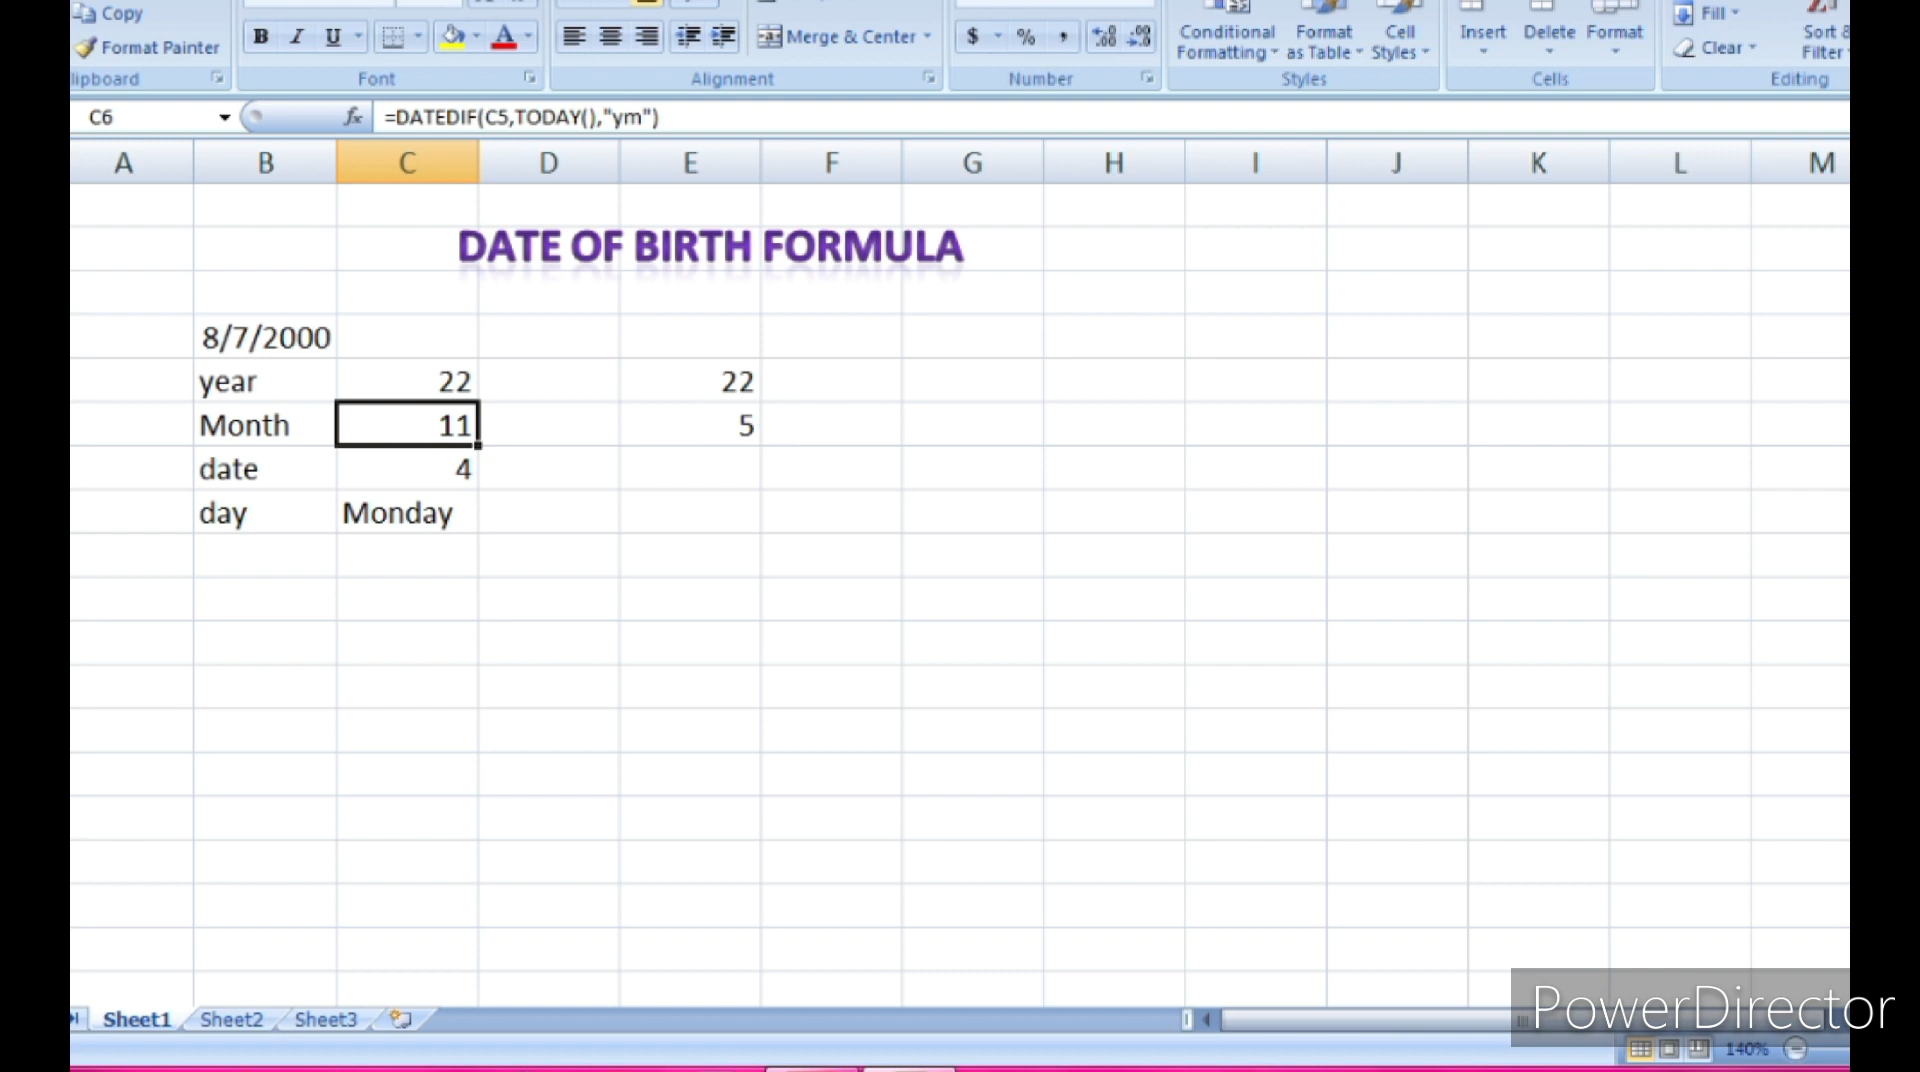 Copy
Format Painter
B I U A
Merge & Center
$ % ,
Conditional Formatting
Format as Table
Cell Styles
Insert Delete Format
Fill
Clear
Sort &
Filter
lipboard Font Alignment Number Styles Cells Editing
C6 fx =DATEDIF(C5,TODAY(),"ym")
A B C D E F G H I J K L M
DATE OF BIRTH FORMULA
8/7/2000
year 22 22
Month 11 5
date 4
day Monday
Sheet1 Sheet2 Sheet3
PowerDirector
140%